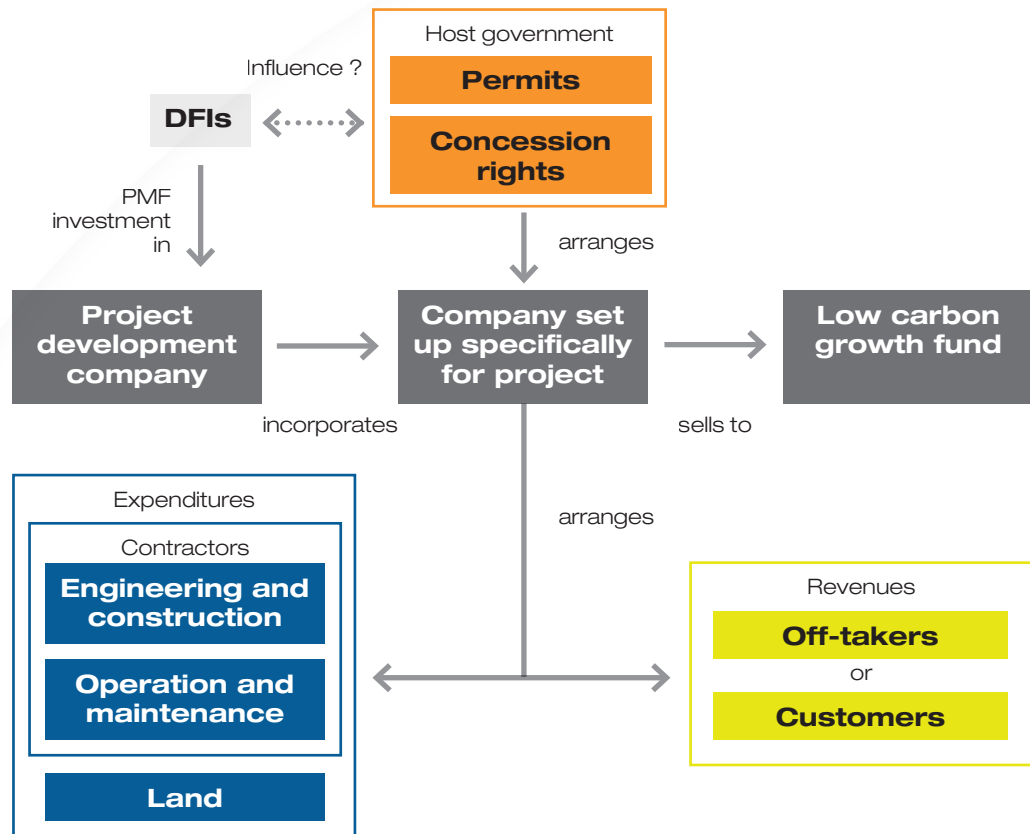 Host government
Permits
Concession
rights
Influence ?
DFIs
PMF
investment
in
arranges
Project
development
company
incorporates
Company set
up specifically
for project
sells to
Low carbon
growth fund
arranges
Expenditures
Contractors
Engineering and
construction
Operation and
maintenance
Land
Revenues
Off-takers
or
Customers